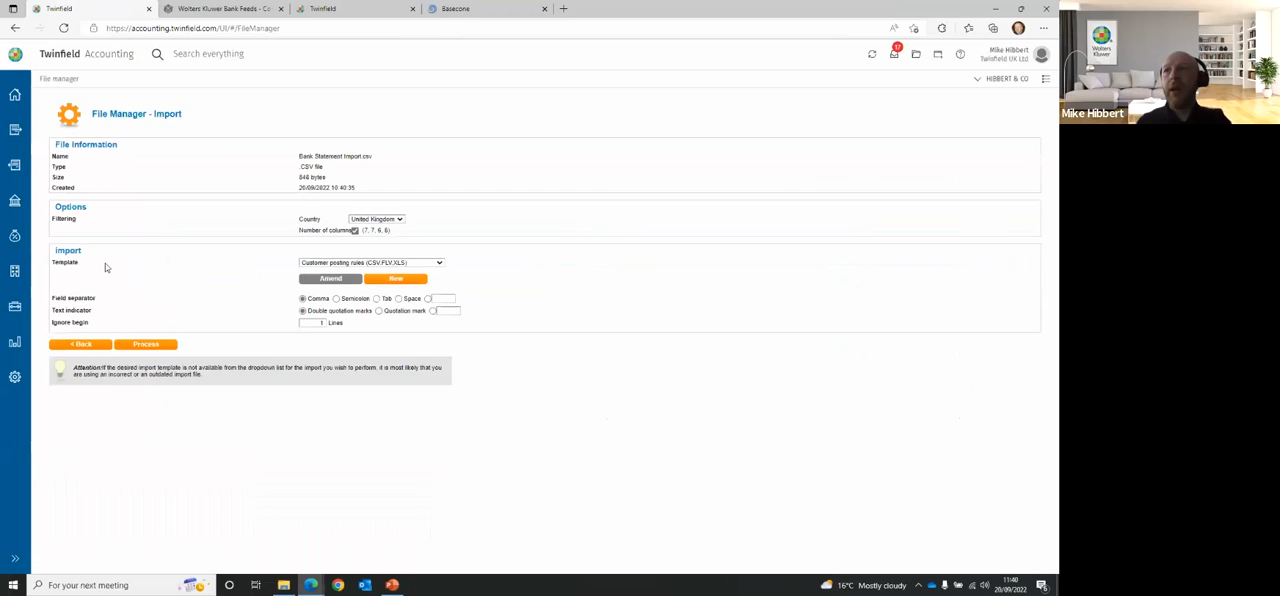 Twinfield
Wolters Kluwer Bank Feeds - Co
Twinfield
Basecone
https://accounting.twinfield.com/UI/#/FileManager
Twinfield Accounting
Search everything
17
Mike Hibbert
Twinfield UK Ltd
File manager
HIBBERT & CO
File Manager - Import
File information
Name Bank Statement Import.csv
Type .CSV file
Size 848 bytes
Created 20/09/2022 10:40:35
Options
Filtering Country United Kingdom
Number of columns (7, 7, 6, 6)
Import
Template Customer posting rules (CSV,FLV,XLS)
Amend New
Field separator Comma Semicolon Tab Space
Text indicator Double quotation marks Quotation mark
Ignore begin 1 Lines
< Back Process
Attention! If the desired import template is not available from the dropdown list for the import you wish to perform, it is most likely that you
are using an incorrect or an outdated import file.
For your next meeting
16°C Mostly cloudy
11:40
20/09/2022
Wolters
Kluwer
Mike Hibbert